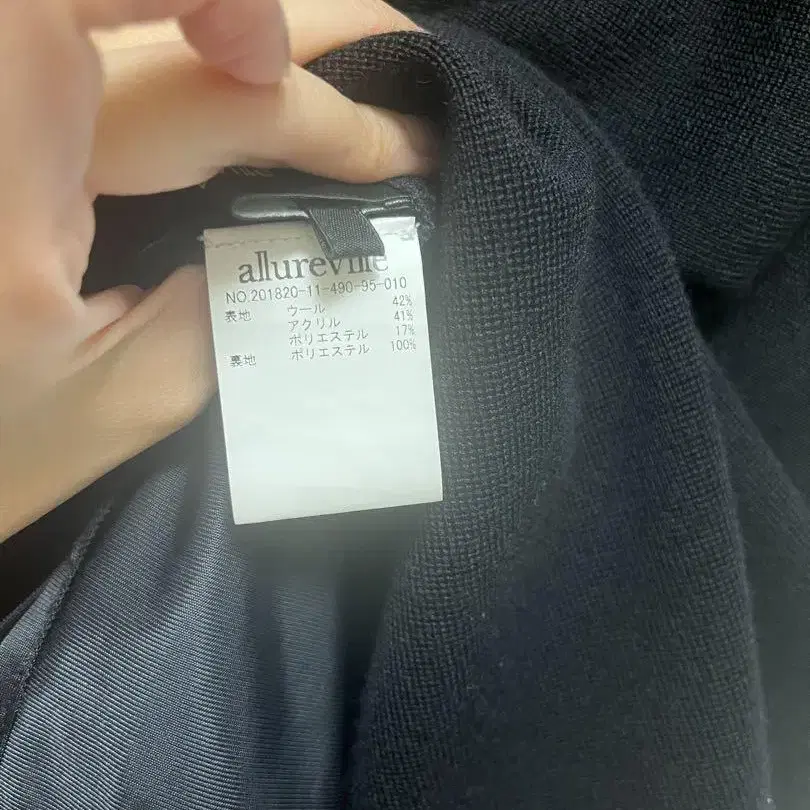 allureville
NO.201820-11-490-95-010
表地 ウール 42%
アクリル 41%
ポリエステル 17%
裏地 ポリエステル 100%